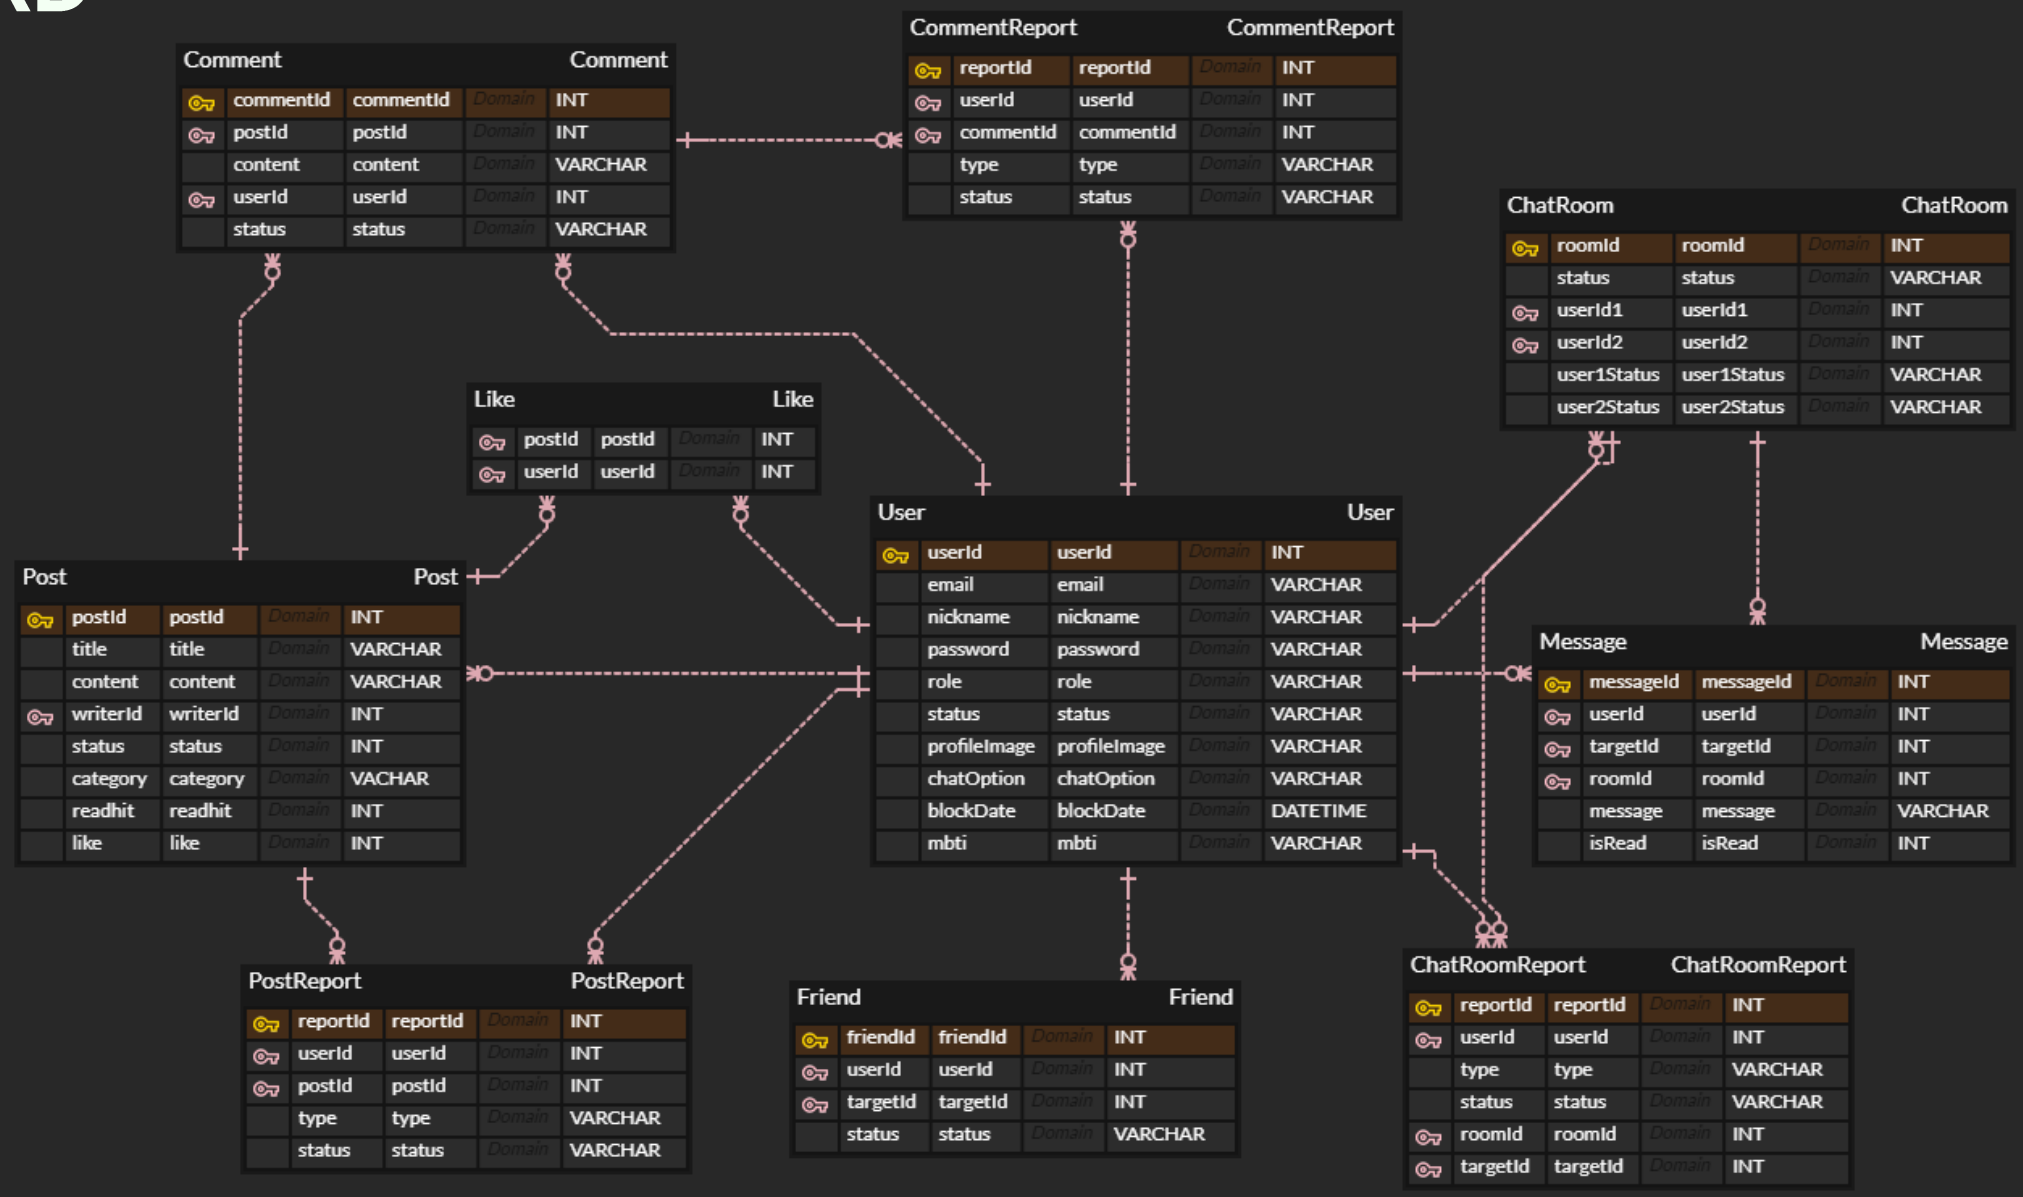 Comment Comment
commentId commentId Domain INT
postId postId Domain INT
content content Domain VARCHAR
userId userId Domain INT
status status Domain VARCHAR
CommentReport CommentReport
reportId reportId Domain INT
userId userId Domain INT
commentId commentId Domain INT
type type Domain VARCHAR
status status Domain VARCHAR
ChatRoom ChatRoom
roomId roomId Domain INT
status status Domain VARCHAR
userId1 userId1 Domain INT
userId2 userId2 Domain INT
user1Status user1Status Domain VARCHAR
user2Status user2Status Domain VARCHAR
Like Like
postId postId Domain INT
userId userId Domain INT
User User
userId userId Domain INT
email email Domain VARCHAR
nickname nickname Domain VARCHAR
password password Domain VARCHAR
role role Domain VARCHAR
status status Domain VARCHAR
profileImage profileImage Domain VARCHAR
chatOption chatOption Domain VARCHAR
blockDate blockDate Domain DATETIME
mbti mbti Domain VARCHAR
Post Post
postId postId Domain INT
title title Domain VARCHAR
content content Domain VARCHAR
writerId writerId Domain INT
status status Domain INT
category category Domain VACHAR
readhit readhit Domain INT
like like Domain INT
Message Message
messageId messageId Domain INT
userId userId Domain INT
targetId targetId Domain INT
roomId roomId Domain INT
message message Domain VARCHAR
isRead isRead Domain INT
PostReport PostReport
reportId reportId Domain INT
userId userId Domain INT
postId postId Domain INT
type type Domain VARCHAR
status status Domain VARCHAR
Friend Friend
friendId friendId Domain INT
userId userId Domain INT
targetId targetId Domain INT
status status Domain VARCHAR
ChatRoomReport ChatRoomReport
reportId reportId Domain INT
userId userId Domain INT
type type Domain VARCHAR
status status Domain VARCHAR
roomId roomId Domain INT
targetId targetId Domain INT